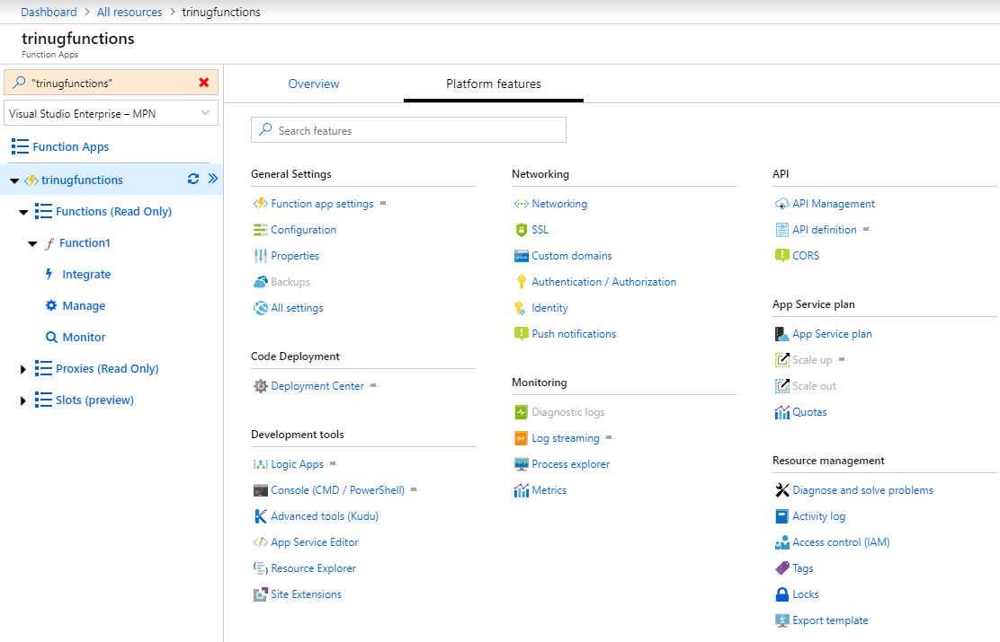 Dashboard > All resources > trinugfunctions
trinugfunctions
Function Apps
"trinugfunctions"
Visual Studio Enterprise – MPN
Function Apps
trinugfunctions
Functions (Read Only)
Function1
Integrate
Manage
Monitor
Proxies (Read Only)
Slots (preview)
Overview
Platform features
Search features
General Settings
Function app settings
Configuration
Properties
Backups
All settings
Code Deployment
Deployment Center
Development tools
Logic Apps
Console (CMD / PowerShell)
Advanced tools (Kudu)
App Service Editor
Resource Explorer
Site Extensions
Networking
Networking
SSL
Custom domains
Authentication / Authorization
Identity
Push notifications
Monitoring
Diagnostic logs
Log streaming
Process explorer
Metrics
API
API Management
API definition
CORS
App Service plan
App Service plan
Scale up
Scale out
Quotas
Resource management
Diagnose and solve problems
Activity log
Access control (IAM)
Tags
Locks
Export template